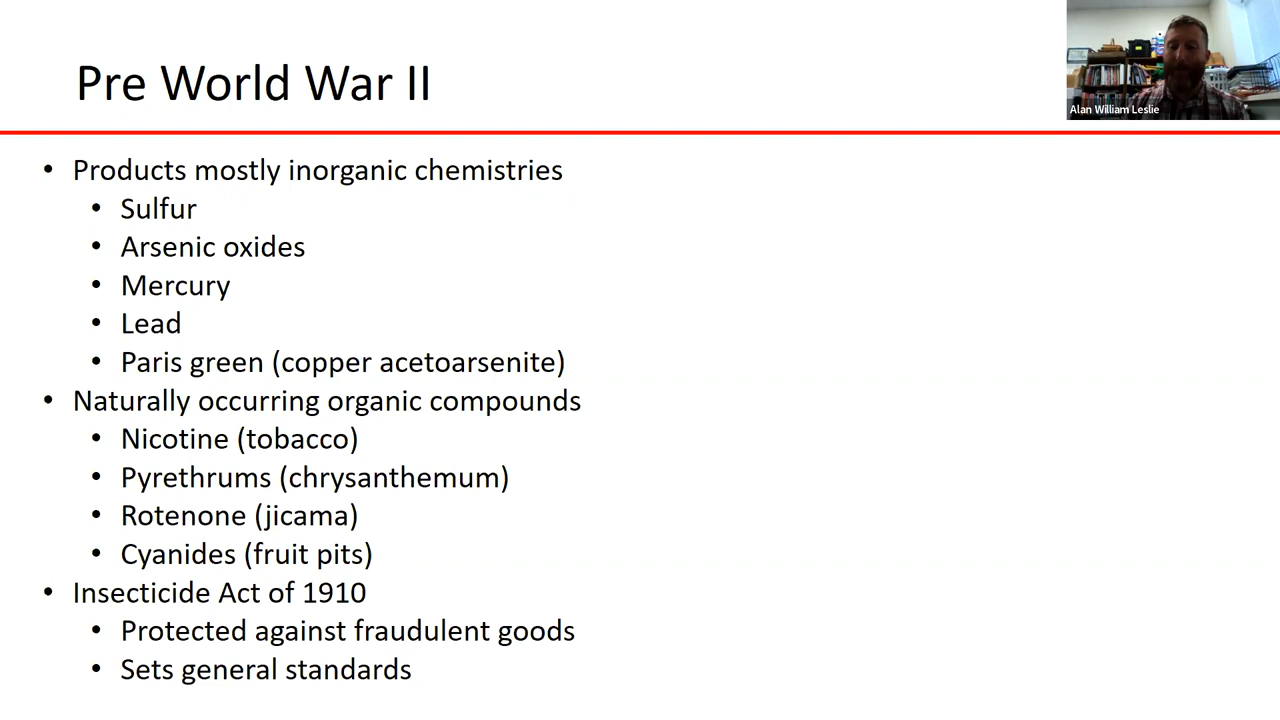 Pre World War II
Alan William Leslie
• Products mostly inorganic chemistries
• Sulfur
• Arsenic oxides
• Mercury
• Lead
• Paris green (copper acetoarsenite)
• Naturally occurring organic compounds
• Nicotine (tobacco)
• Pyrethrums (chrysanthemum)
• Rotenone (jicama)
• Cyanides (fruit pits)
• Insecticide Act of 1910
• Protected against fraudulent goods
• Sets general standards